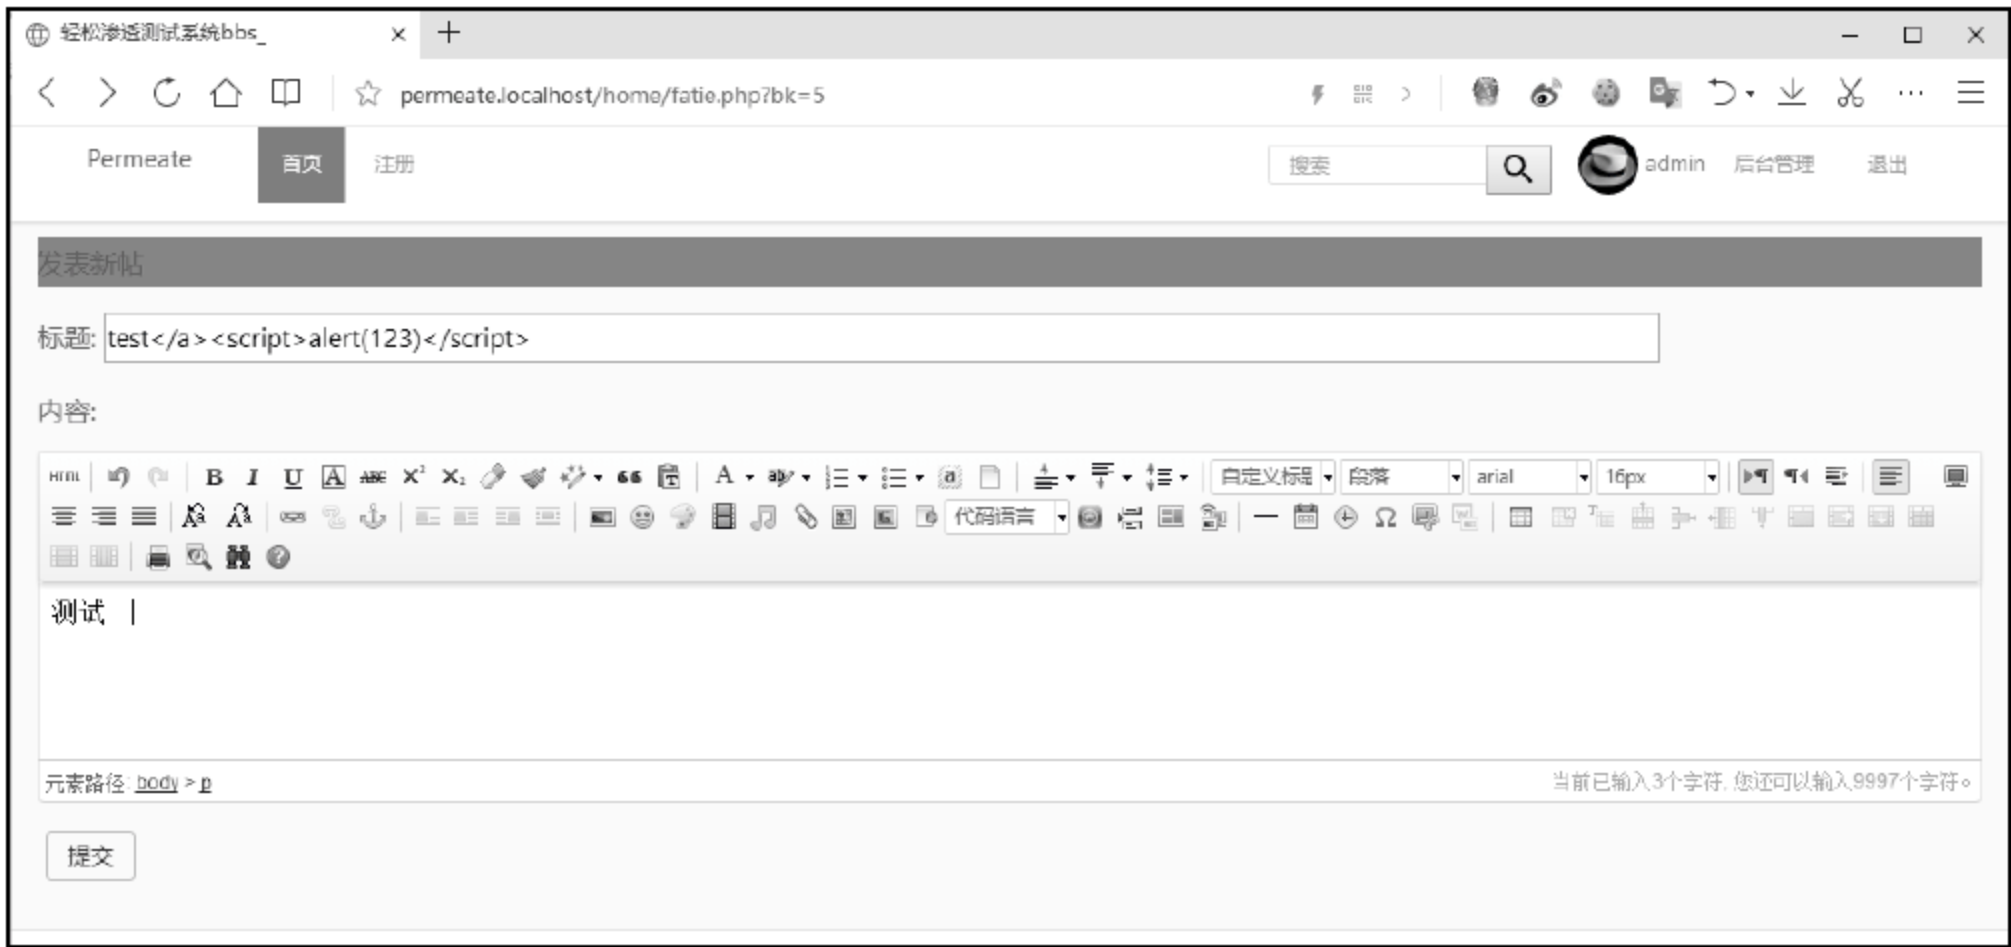 轻松渗透测试系统bbs_
permeate.localhost/home/fatie.php?bk=5
Permeate 首页 注册 搜索 admin 后台管理 退出
发表新帖
标题: test</a><script>alert(123)</script>
内容:
HTML B I U A ABC X² X₂ A 自定义标题 段落 arial 16px
代码语言
测试
元素路径: body > p 当前已输入3个字符, 您还可以输入9997个字符。
提交